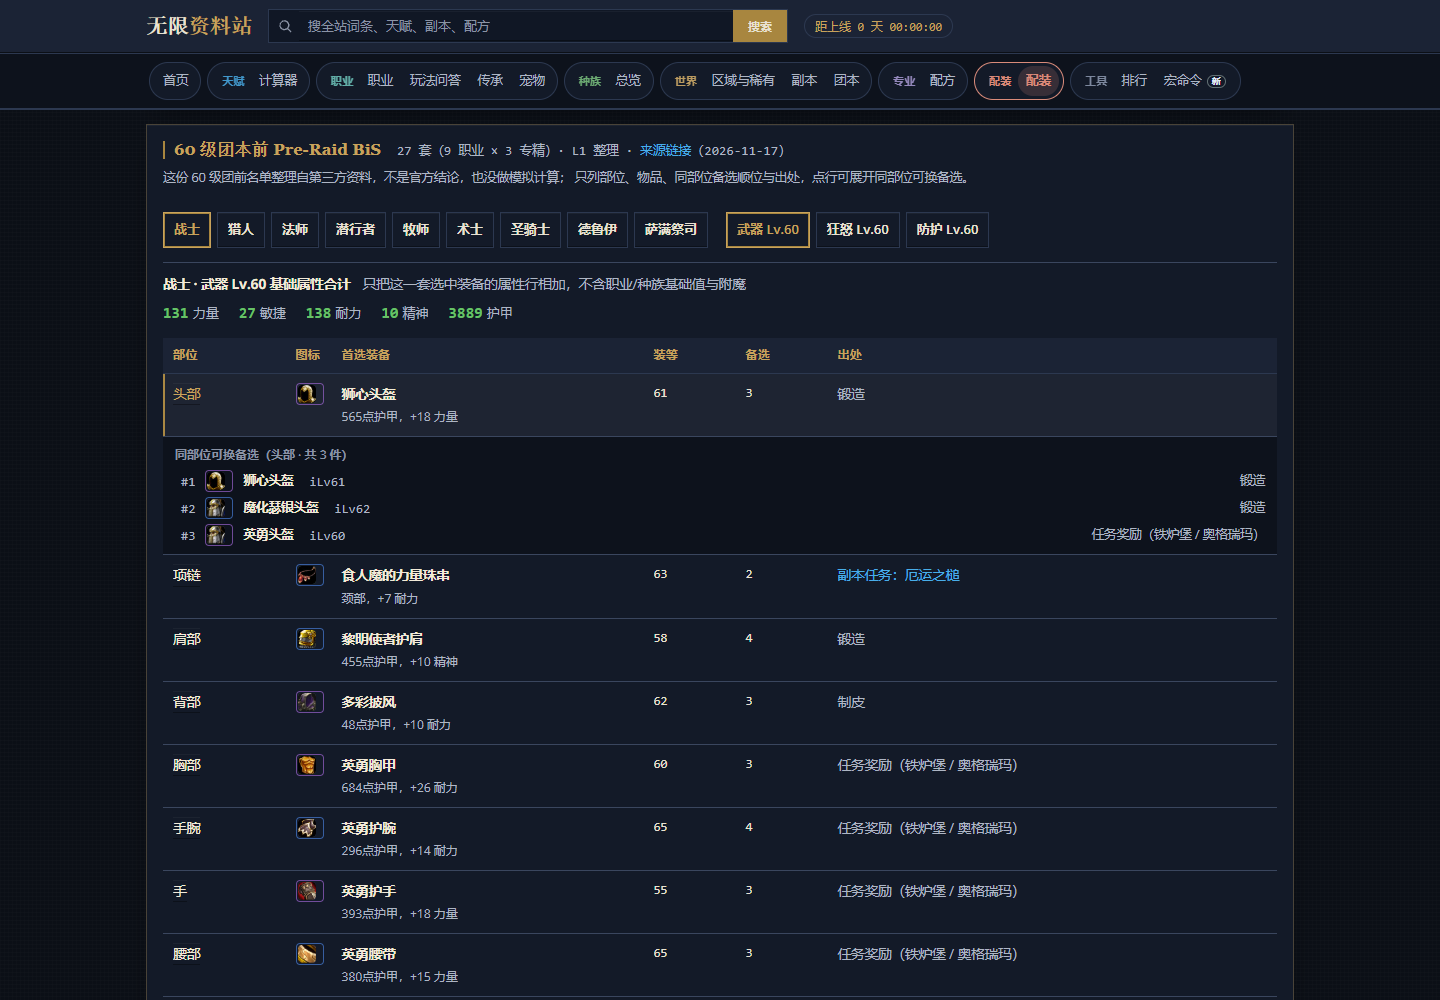 无限资料站 搜全站词条、天赋、副本、配方 搜索 距上线 0 天 00:00:00
首页 天赋 计算器 职业 职业 玩法问答 传承 宠物 种族 总览 世界 区域与稀有 副本 团本 专业 配方 配装 配装 工具 排行 宏命令 新
60 级团本前 Pre-Raid BiS 27 套（9 职业 × 3 专精）· L1 整理 · 来源链接（2026-11-17）
这份 60 级团前名单整理自第三方资料，不是官方结论，也没做模拟计算； 只列部位、物品、同部位备选顺位与出处，点行可展开同部位可换备选。
战士 猎人 法师 潜行者 牧师 术士 圣骑士 德鲁伊 萨满祭司 武器 Lv.60 狂怒 Lv.60 防护 Lv.60
战士 · 武器 Lv.60 基础属性合计 只把这一套选中装备的属性行相加，不含职业/种族基础值与附魔
131 力量 27 敏捷 138 耐力 10 精神 3889 护甲
部位 图标 首选装备 装等 备选 出处
头部 狮心头盔 61 3 锻造
565点护甲，+18 力量
同部位可换备选（头部 · 共 3 件）
#1 狮心头盔 iLv61 锻造
#2 魔化瑟银头盔 iLv62 锻造
#3 英勇头盔 iLv60 任务奖励（铁炉堡 / 奥格瑞玛）
项链 食人魔的力量珠串 63 2 副本任务：厄运之槌
颈部，+7 耐力
肩部 黎明使者护肩 58 4 锻造
455点护甲，+10 精神
背部 多彩披风 62 3 制皮
48点护甲，+10 耐力
胸部 英勇胸甲 60 3 任务奖励（铁炉堡 / 奥格瑞玛）
684点护甲，+26 耐力
手腕 英勇护腕 65 4 任务奖励（铁炉堡 / 奥格瑞玛）
296点护甲，+14 耐力
手 英勇护手 55 3 任务奖励（铁炉堡 / 奥格瑞玛）
393点护甲，+18 力量
腰部 英勇腰带 65 3 任务奖励（铁炉堡 / 奥格瑞玛）
380点护甲，+15 力量